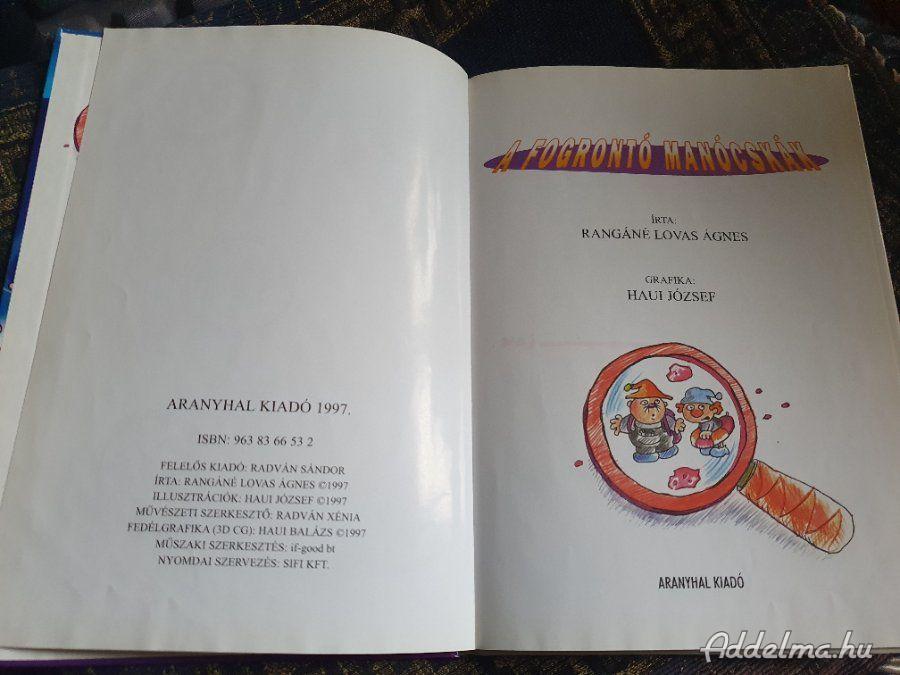 ARANYHAL KIADÓ 1997.
ISBN: 963 83 66 53 2
FELELŐS KIADÓ: RADVÁN SÁNDOR
ÍRTA: RANGÁNÉ LOVAS ÁGNES ©1997
ILLUSZTRÁCIÓK: HAUI JÓZSEF ©1997
MŰVÉSZETI SZERKESZTŐ: RADVÁN XÉNIA
FEDÉLGRAFIKA (3D CG): HAUI BALÁZS ©1997
MŰSZAKI SZERKESZTÉS: if-good bt
NYOMDAI SZERVEZÉS: SIFI KFT.
A FOGRONTÓ MANÓCSKÁK
ÍRTA:
RANGÁNÉ LOVAS ÁGNES
GRAFIKA:
HAUI JÓZSEF
ARANYHAL KIADÓ
Addelma.hu